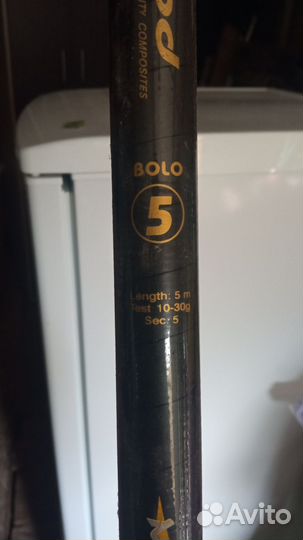 COMPOSITES
BOLO
5
Length: 5 m
Test 10-30g
Sec: 5
Avito